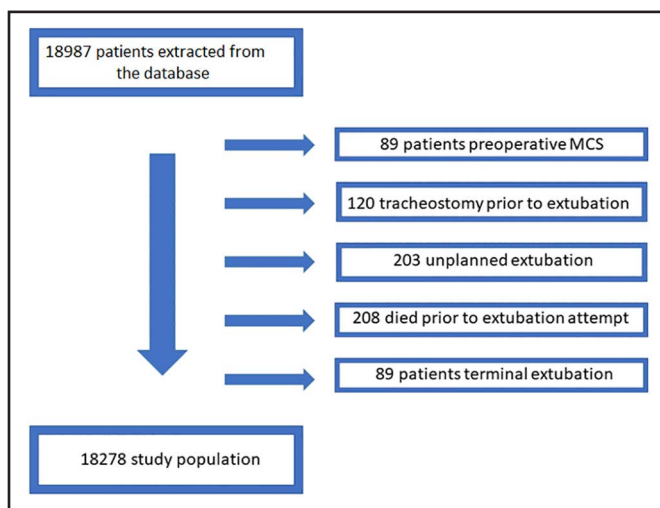 18987 patients extracted from
the database
89 patients preoperative MCS
120 tracheostomy prior to extubation
203 unplanned extubation
208 died prior to extubation attempt
89 patients terminal extubation
18278 study population